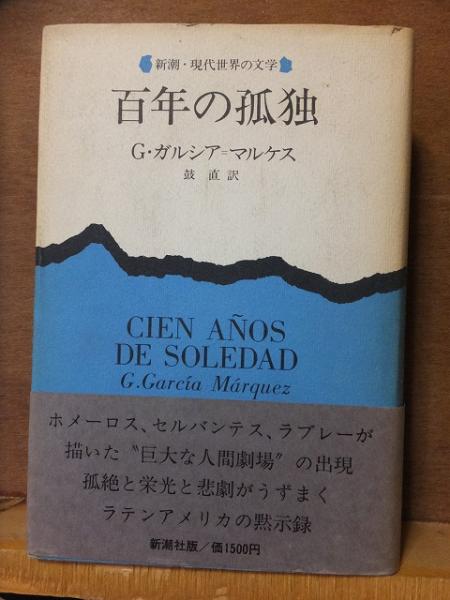 新潮・現代世界の文学
百年の孤独
G・ガルシア=マルケス
鼓 直 訳
CIEN AÑOS
DE SOLEDAD
G.García Márquez
ホメーロス、セルバンテス、ラブレーが
描いた〝巨大な人間劇場〟の出現
孤絶と栄光と悲劇がうずまく
ラテンアメリカの黙示録
新潮社版/価1500円